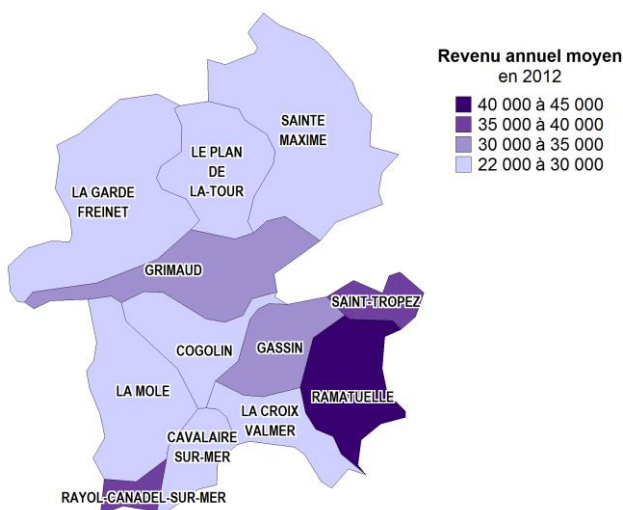 Revenu annuel moyen
en 2012
40 000 à 45 000
35 000 à 40 000
30 000 à 35 000
22 000 à 30 000
SAINTE
MAXIME
LE PLAN
DE
LA-TOUR
LA GARDE
FREINET
GRIMAUD
SAINT-TROPEZ
COGOLIN
GASSIN
LA MOLE
RAMATUELLE
LA CROIX
VALMER
CAVALAIRE
SUR-MER
RAYOL-CANADEL-SUR-MER